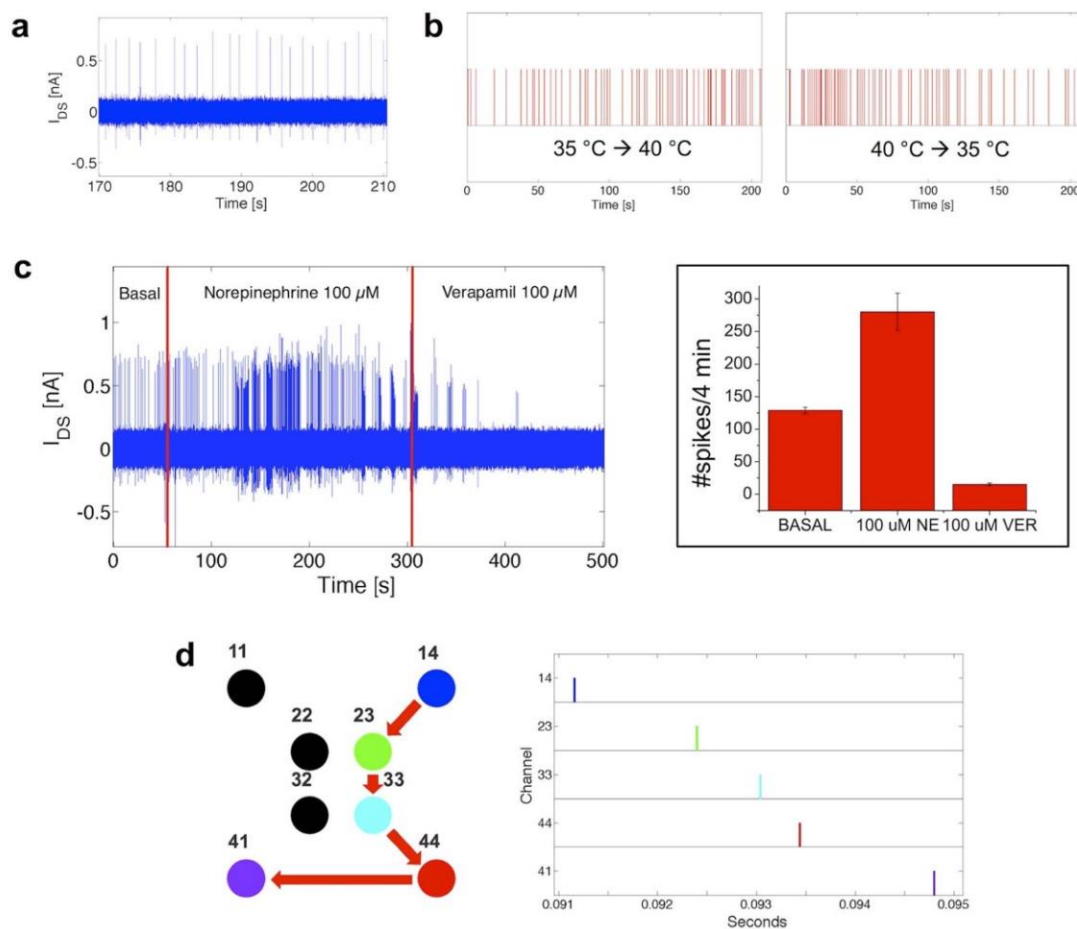 a
I_DS [nA]
0.5
0
-0.5
170 180 190 200 210
Time [s]
b
35 °C → 40 °C
0 50 100 150 200
Time [s]
40 °C → 35 °C
0 50 100 150 200
Time [s]
c
Basal Norepinephrine 100 µM Verapamil 100 µM
I_DS [nA]
1
0.5
0
-0.5
0 100 200 300 400 500
Time [s]
#spikes/4 min
300
250
200
150
125
100
50
0
BASAL 100 uM NE 100 uM VER
d
11 14
22 23
32 33
41 44
Channel
14
23
33
44
41
0.091 0.092 0.093 0.094 0.095
Seconds